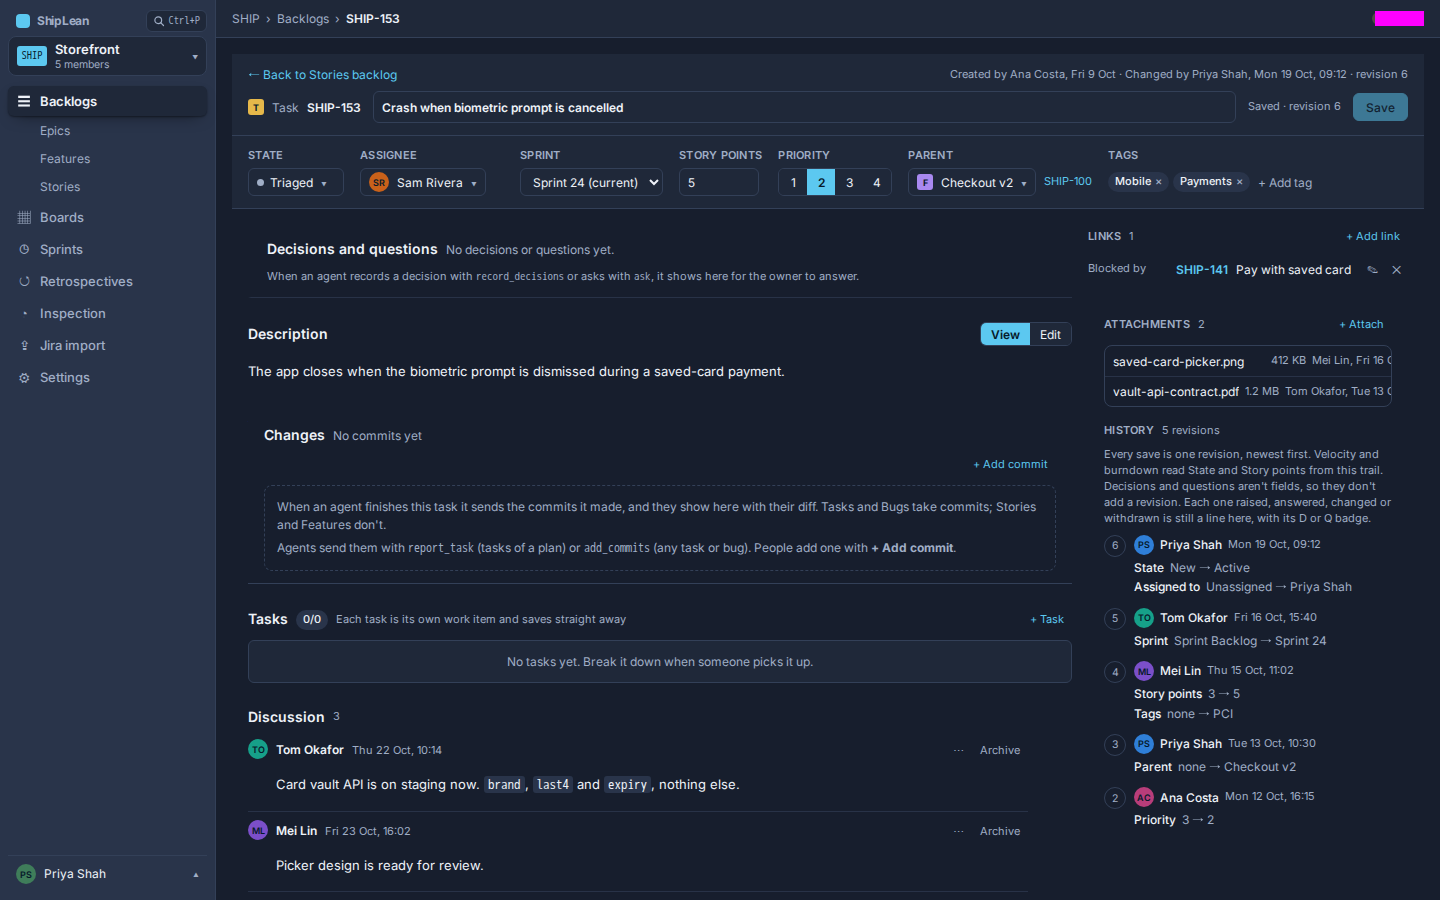 ShipLean
Ctrl+P
SHIP
Storefront
5 members
Backlogs
Epics
Features
Stories
Boards
Sprints
Retrospectives
Inspection
Jira import
Settings
PS
Priya Shah
SHIP › Backlogs › SHIP-153
← Back to Stories backlog
Created by Ana Costa, Fri 9 Oct · Changed by Priya Shah, Mon 19 Oct, 09:12 · revision 6
T Task SHIP-153 Crash when biometric prompt is cancelled
Saved · revision 6
Save
STATE
Triaged
ASSIGNEE
SR Sam Rivera
SPRINT
Sprint 24 (current)
STORY POINTS
5
PRIORITY
1 2 3 4
PARENT
F Checkout v2
SHIP-100
TAGS
Mobile × Payments × + Add tag
Decisions and questions No decisions or questions yet.
When an agent records a decision with record_decisions or asks with ask, it shows here for the owner to answer.
Description
View Edit
The app closes when the biometric prompt is dismissed during a saved-card payment.
Changes No commits yet
+ Add commit
When an agent finishes this task it sends the commits it made, and they show here with their diff. Tasks and Bugs take commits; Stories
and Features don't.
Agents send them with report_task (tasks of a plan) or add_commits (any task or bug). People add one with + Add commit.
Tasks 0/0 Each task is its own work item and saves straight away
+ Task
No tasks yet. Break it down when someone picks it up.
Discussion 3
TO Tom Okafor Thu 22 Oct, 10:14
··· Archive
Card vault API is on staging now. brand, last4 and expiry, nothing else.
ML Mei Lin Fri 23 Oct, 16:02
··· Archive
Picker design is ready for review.
LINKS 1
+ Add link
Blocked by SHIP-141 Pay with saved card
ATTACHMENTS 2
+ Attach
saved-card-picker.png 412 KB Mei Lin, Fri 16
vault-api-contract.pdf 1.2 MB Tom Okafor, Tue 13
HISTORY 5 revisions
Every save is one revision, newest first. Velocity and
burndown read State and Story points from this trail.
Decisions and questions aren't fields, so they don't
add a revision. Each one raised, answered, changed or
withdrawn is still a line here, with its D or Q badge.
6 PS Priya Shah Mon 19 Oct, 09:12
State New → Active
Assigned to Unassigned → Priya Shah
5 TO Tom Okafor Fri 16 Oct, 15:40
Sprint Sprint Backlog → Sprint 24
4 ML Mei Lin Thu 15 Oct, 11:02
Story points 3 → 5
Tags none → PCI
3 PS Priya Shah Tue 13 Oct, 10:30
Parent none → Checkout v2
2 AC Ana Costa Mon 12 Oct, 16:15
Priority 3 → 2